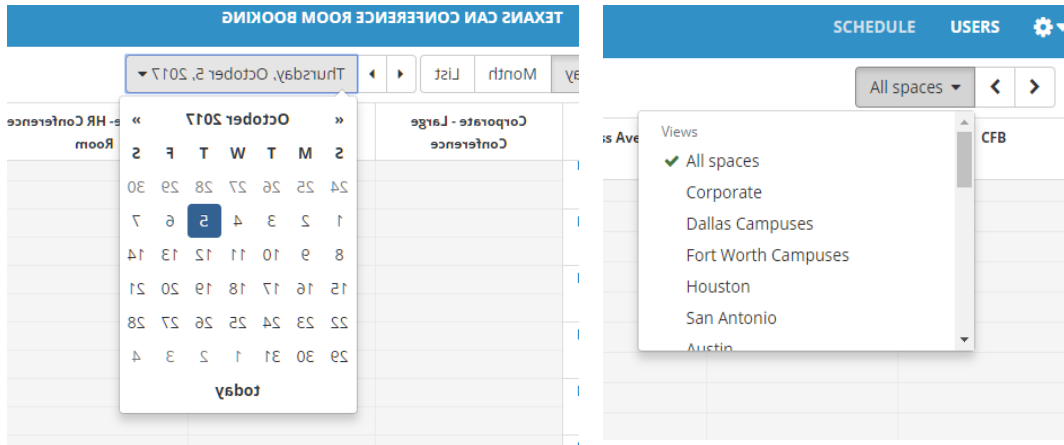 TEXANS CAN CONFERENCE ROOM BOOKING
ay Month List Thursday, October 5, 2017
Corporate - Large Conference
e- HR Conference Room
« October 2017 »
S M T W T F S
24 25 26 27 28 29 30
1 2 3 4 5 6 7
8 9 10 11 12 13 14
15 16 17 18 19 20 21
22 23 24 25 26 27 28
29 30 31 1 2 3 4
today
SCHEDULE USERS
All spaces
s Ave CFB
Views
All spaces
Corporate
Dallas Campuses
Fort Worth Campuses
Houston
San Antonio
Austin